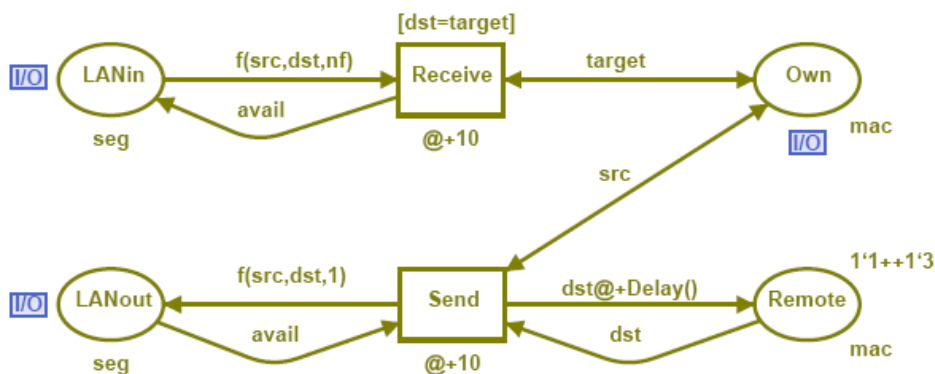 [dst=target]
I/O
LANin
f(src,dst,nf)
Receive
target
Own
avail
seg
@+10
mac
I/O
src
1‘1++1‘3
f(src,dst,1)
I/O
LANout
Send
dst@+Delay()
Remote
avail
dst
seg
@+10
mac